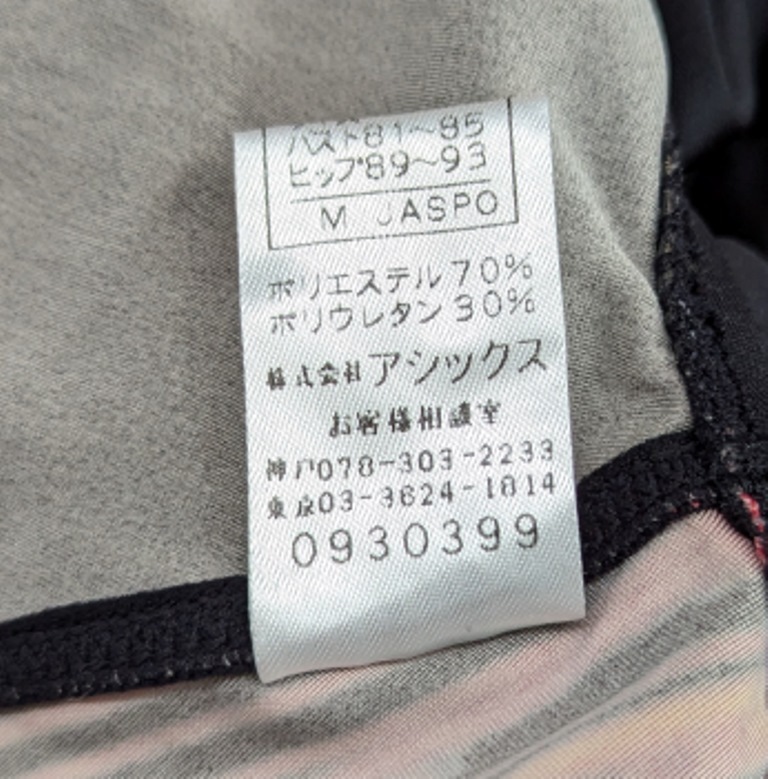 バスト81～85
ヒップ89～93
M JASPO
ポリエステル70%
ポリウレタン30%
株式会社アシックス
お客様相談室
神戸078-303-2233
東京03-3624-1814
0930399